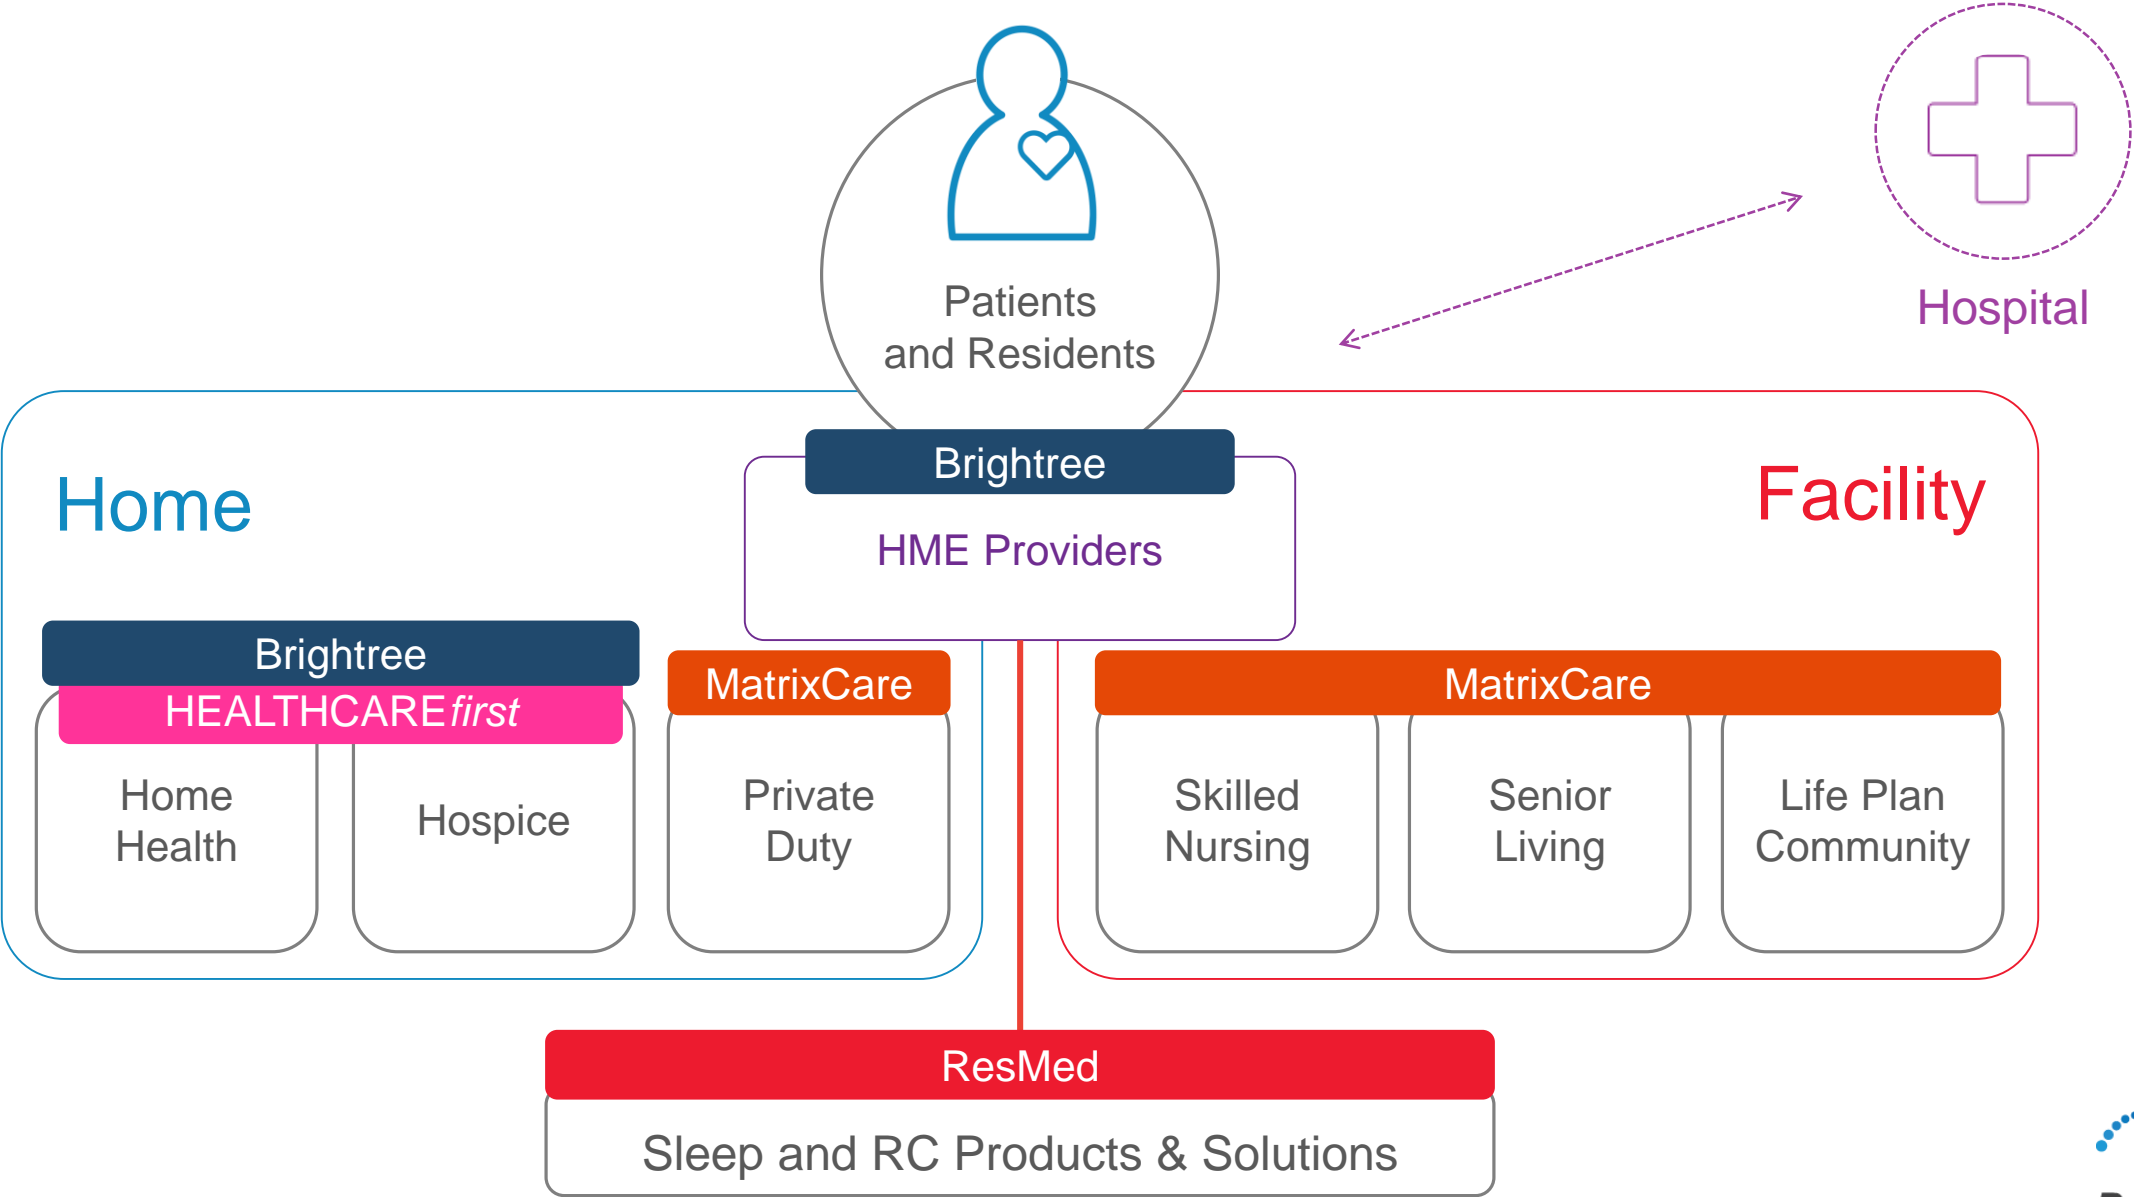 Patients
and Residents
Hospital
Brightree
Home
Facility
HME Providers
Brightree
HEALTHCAREfirst
MatrixCare
MatrixCare
Home
Health
Hospice
Private
Duty
Skilled
Nursing
Senior
Living
Life Plan
Community
ResMed
Sleep and RC Products & Solutions